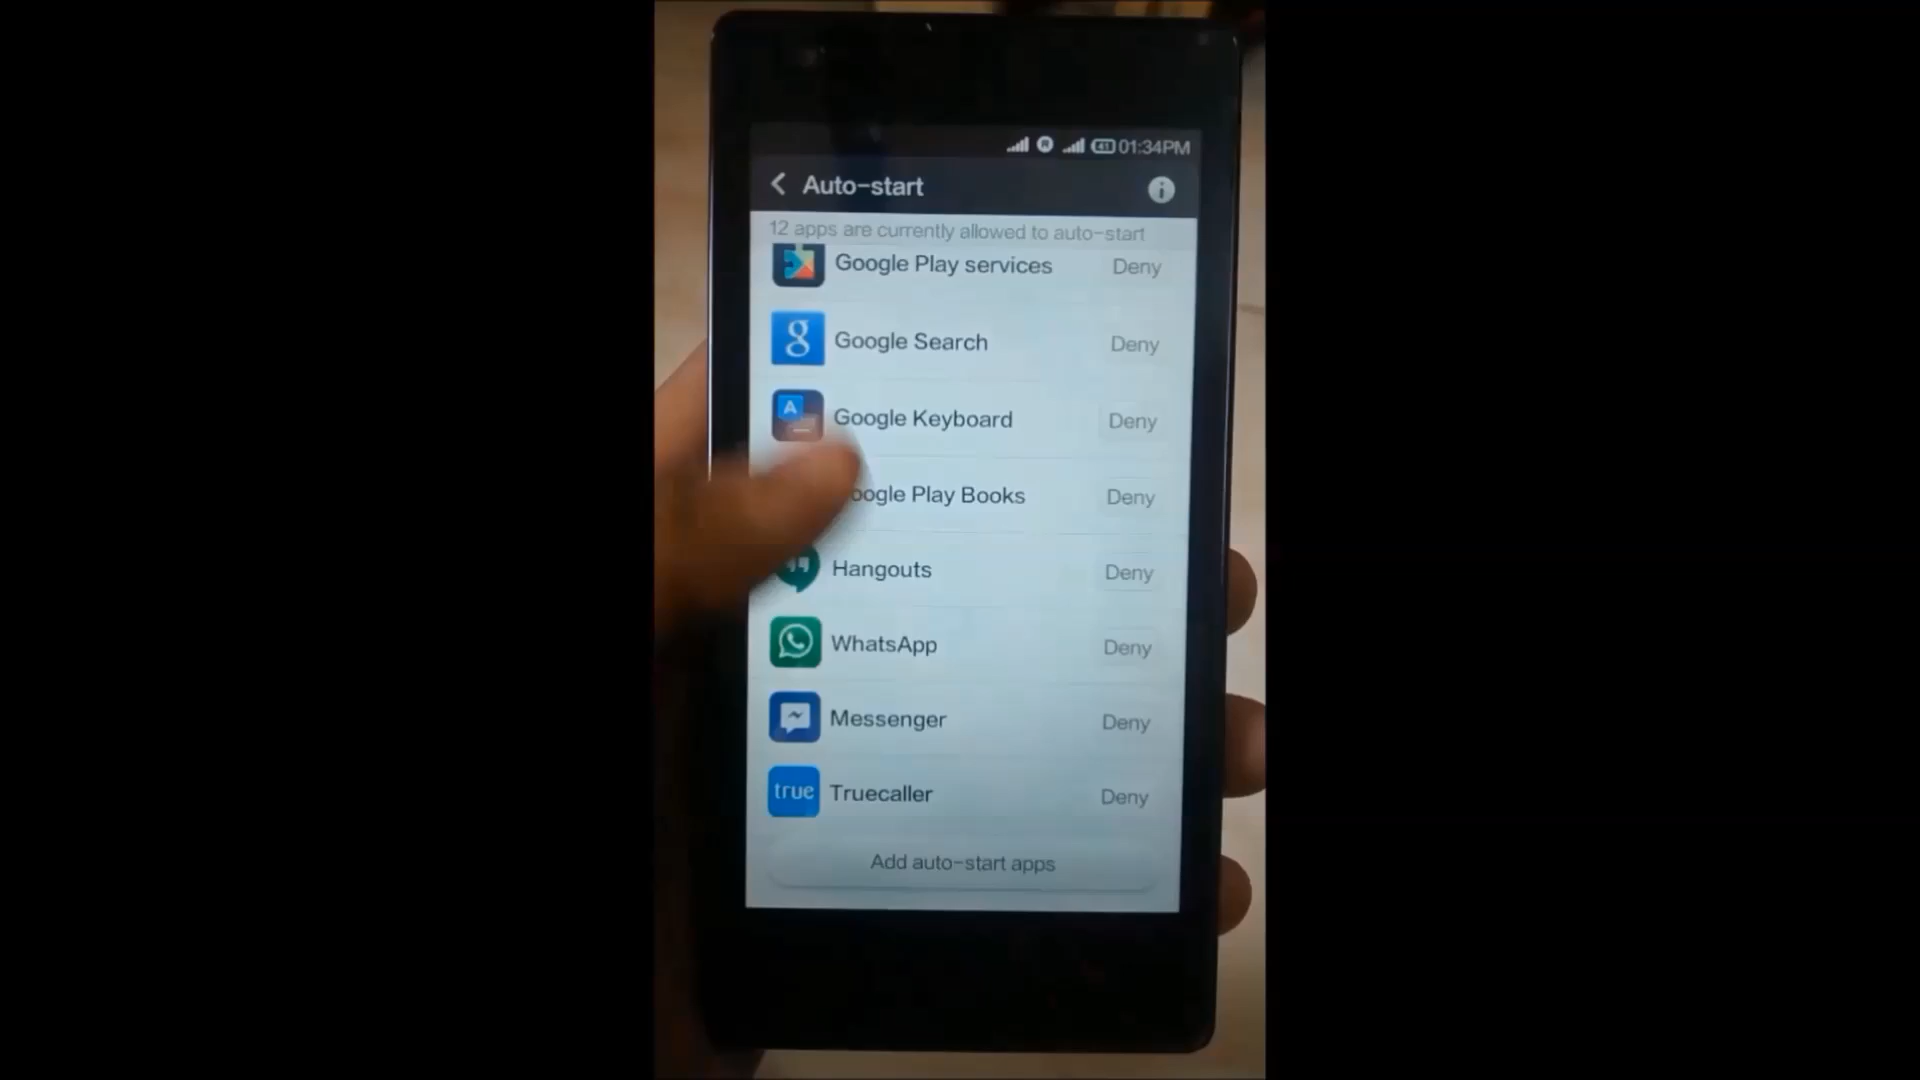 41 01:34PM
Auto-start
12 apps are currently allowed to auto-start
Google Play services Deny
g Google Search Deny
A Google Keyboard Deny
oogle Play Books Deny
Hangouts Deny
WhatsApp Deny
Messenger Deny
true Truecaller Deny
Add auto-start apps